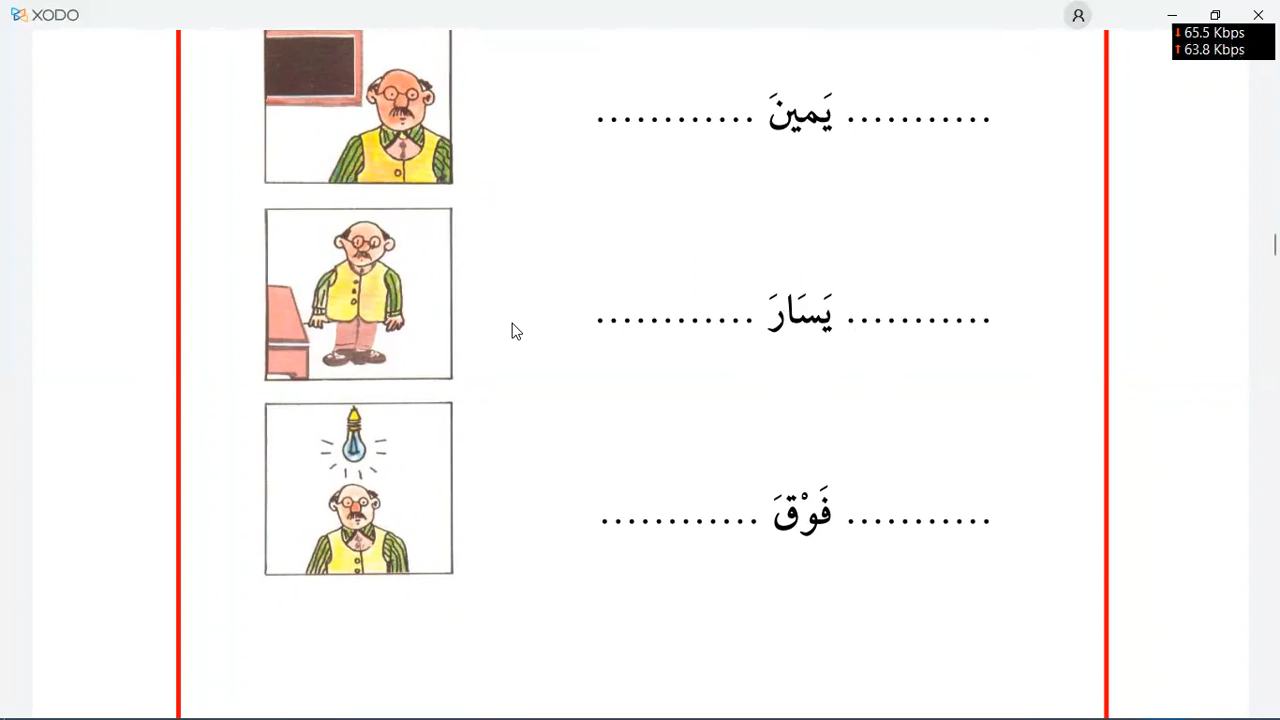 XODO
65.5 Kbps
63.8 Kbps
........... يَمينَ ............
........... يَسَارَ ............
........... فَوْقَ ............